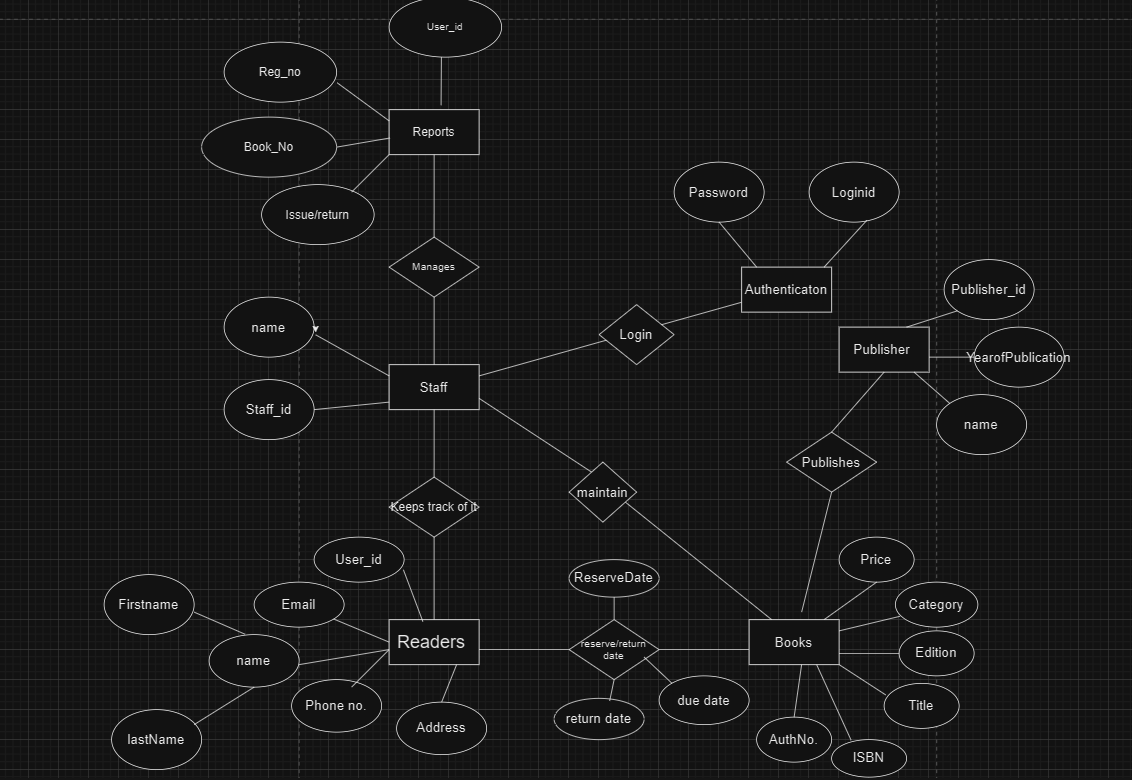 User_id
Reg_no
Reports
Book_No
Issue/return
Password
Loginid
Manages
Authenticaton
Publisher_id
name
Login
Publisher
YearofPublication
Staff
Staff_id
name
Publishes
maintain
Keeps track of it
User_id
ReserveDate
Price
Firstname
Email
Category
Readers
reserve/return
date
Books
Edition
name
Phone no.
Address
return date
due date
Title
lastName
AuthNo.
ISBN